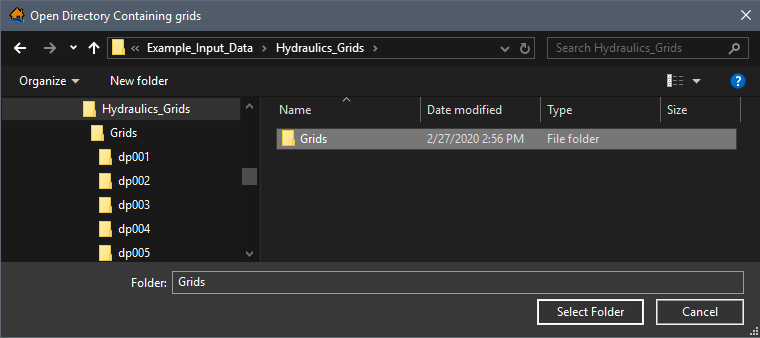 Open Directory Containing grids
« Example_Input_Data > Hydraulics_Grids >
Search Hydraulics_Grids
Organize
New folder
?
Hydraulics_Grids
Grids
dp001
dp002
dp003
dp004
dp005
Name Date modified Type Size
Grids 2/27/2020 2:56 PM File folder
Folder: Grids
Select Folder Cancel